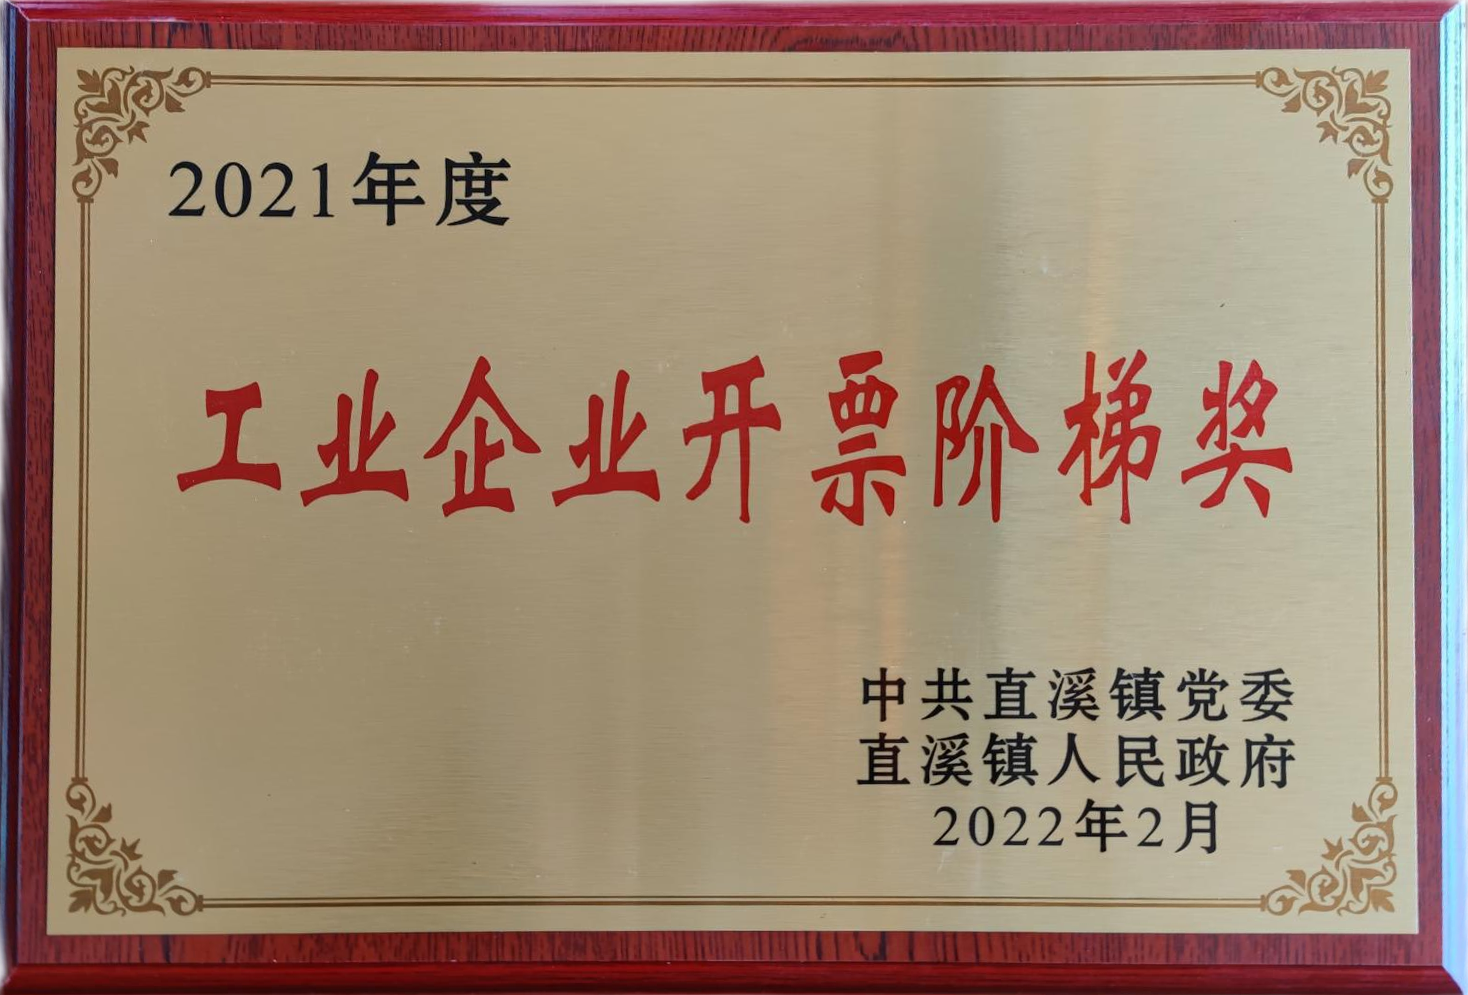 2021年度
工业企业开票阶梯奖
中共直溪镇党委
直溪镇人民政府
2022年2月